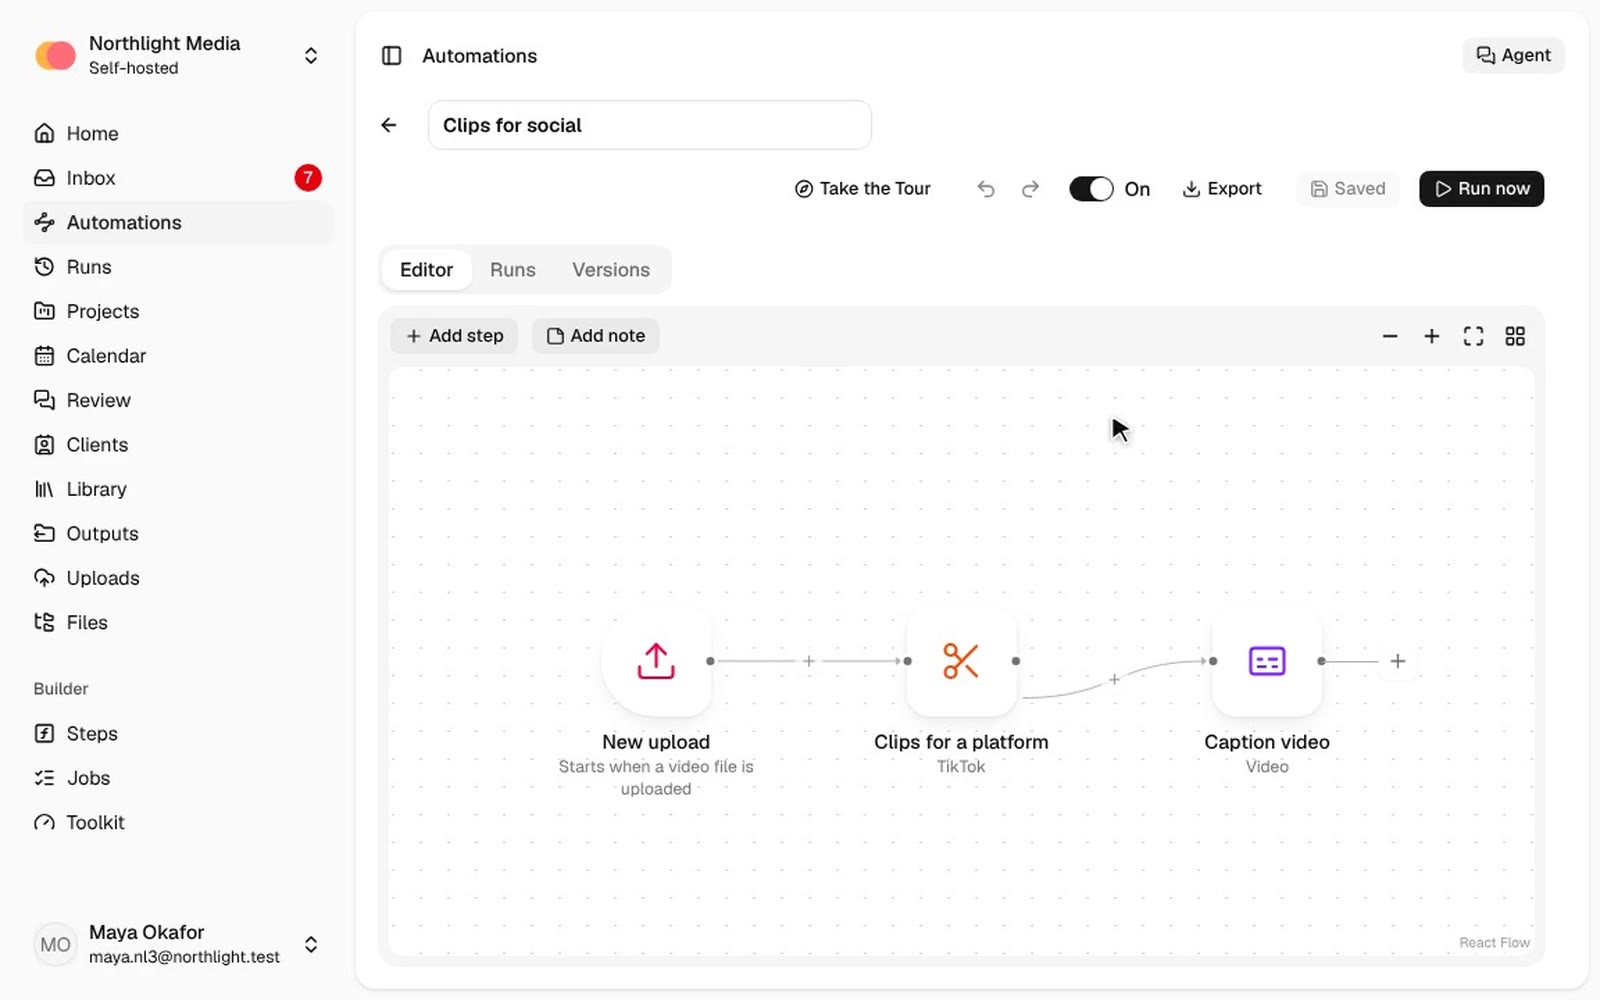 Northlight Media
Self-hosted
Home
Inbox
7
Automations
Runs
Projects
Calendar
Review
Clients
Library
Outputs
Uploads
Files
Builder
Steps
Jobs
Toolkit
MO
Maya Okafor
maya.nl3@northlight.test
Automations
Agent
Clips for social
Take the Tour
On
Export
Saved
Run now
Editor
Runs
Versions
Add step
Add note
New upload
Starts when a video file is
uploaded
Clips for a platform
TikTok
Caption video
Video
React Flow